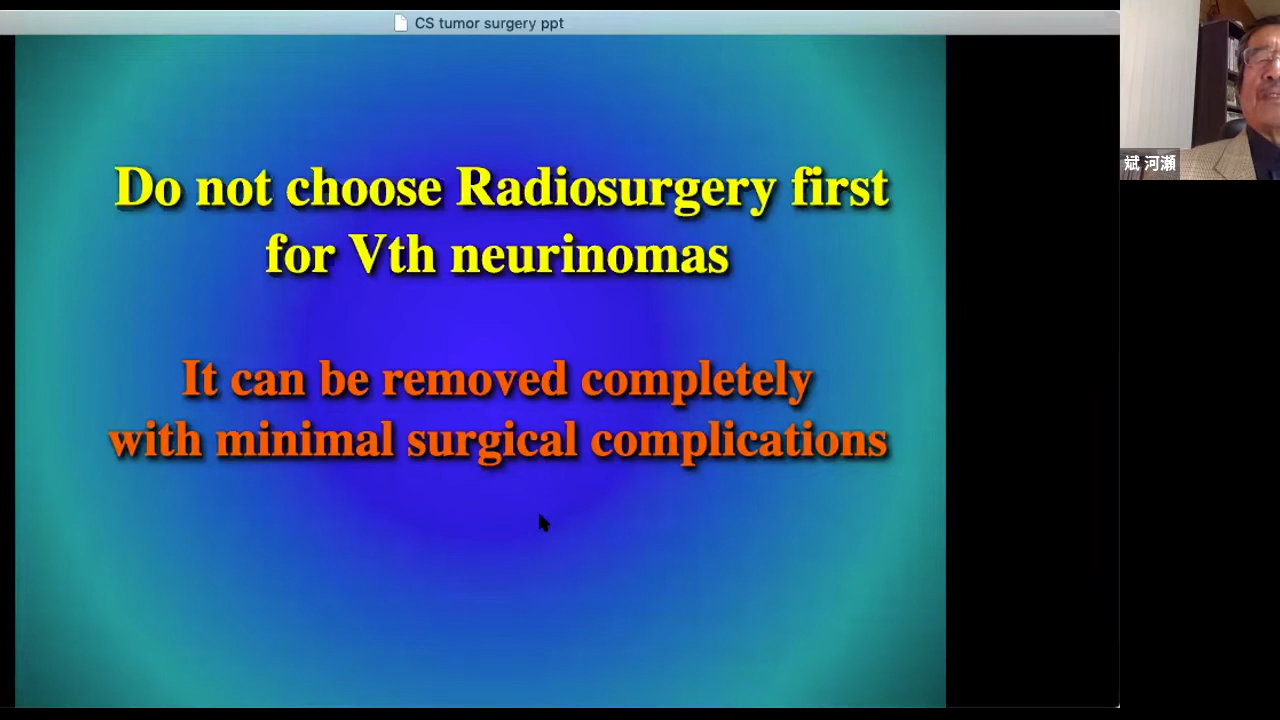 CS tumor surgery ppt
Do not choose Radiosurgery first
for Vth neurinomas
It can be removed completely
with minimal surgical complications
斌 河瀬